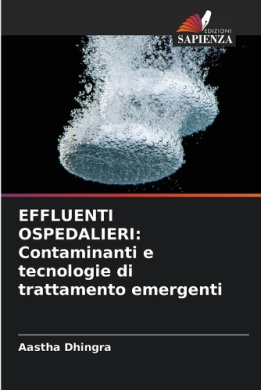 EDIZIONI
SAPIENZA
EFFLUENTI
OSPEDALIERI:
Contaminanti e
tecnologie di
trattamento emergenti
Aastha Dhingra